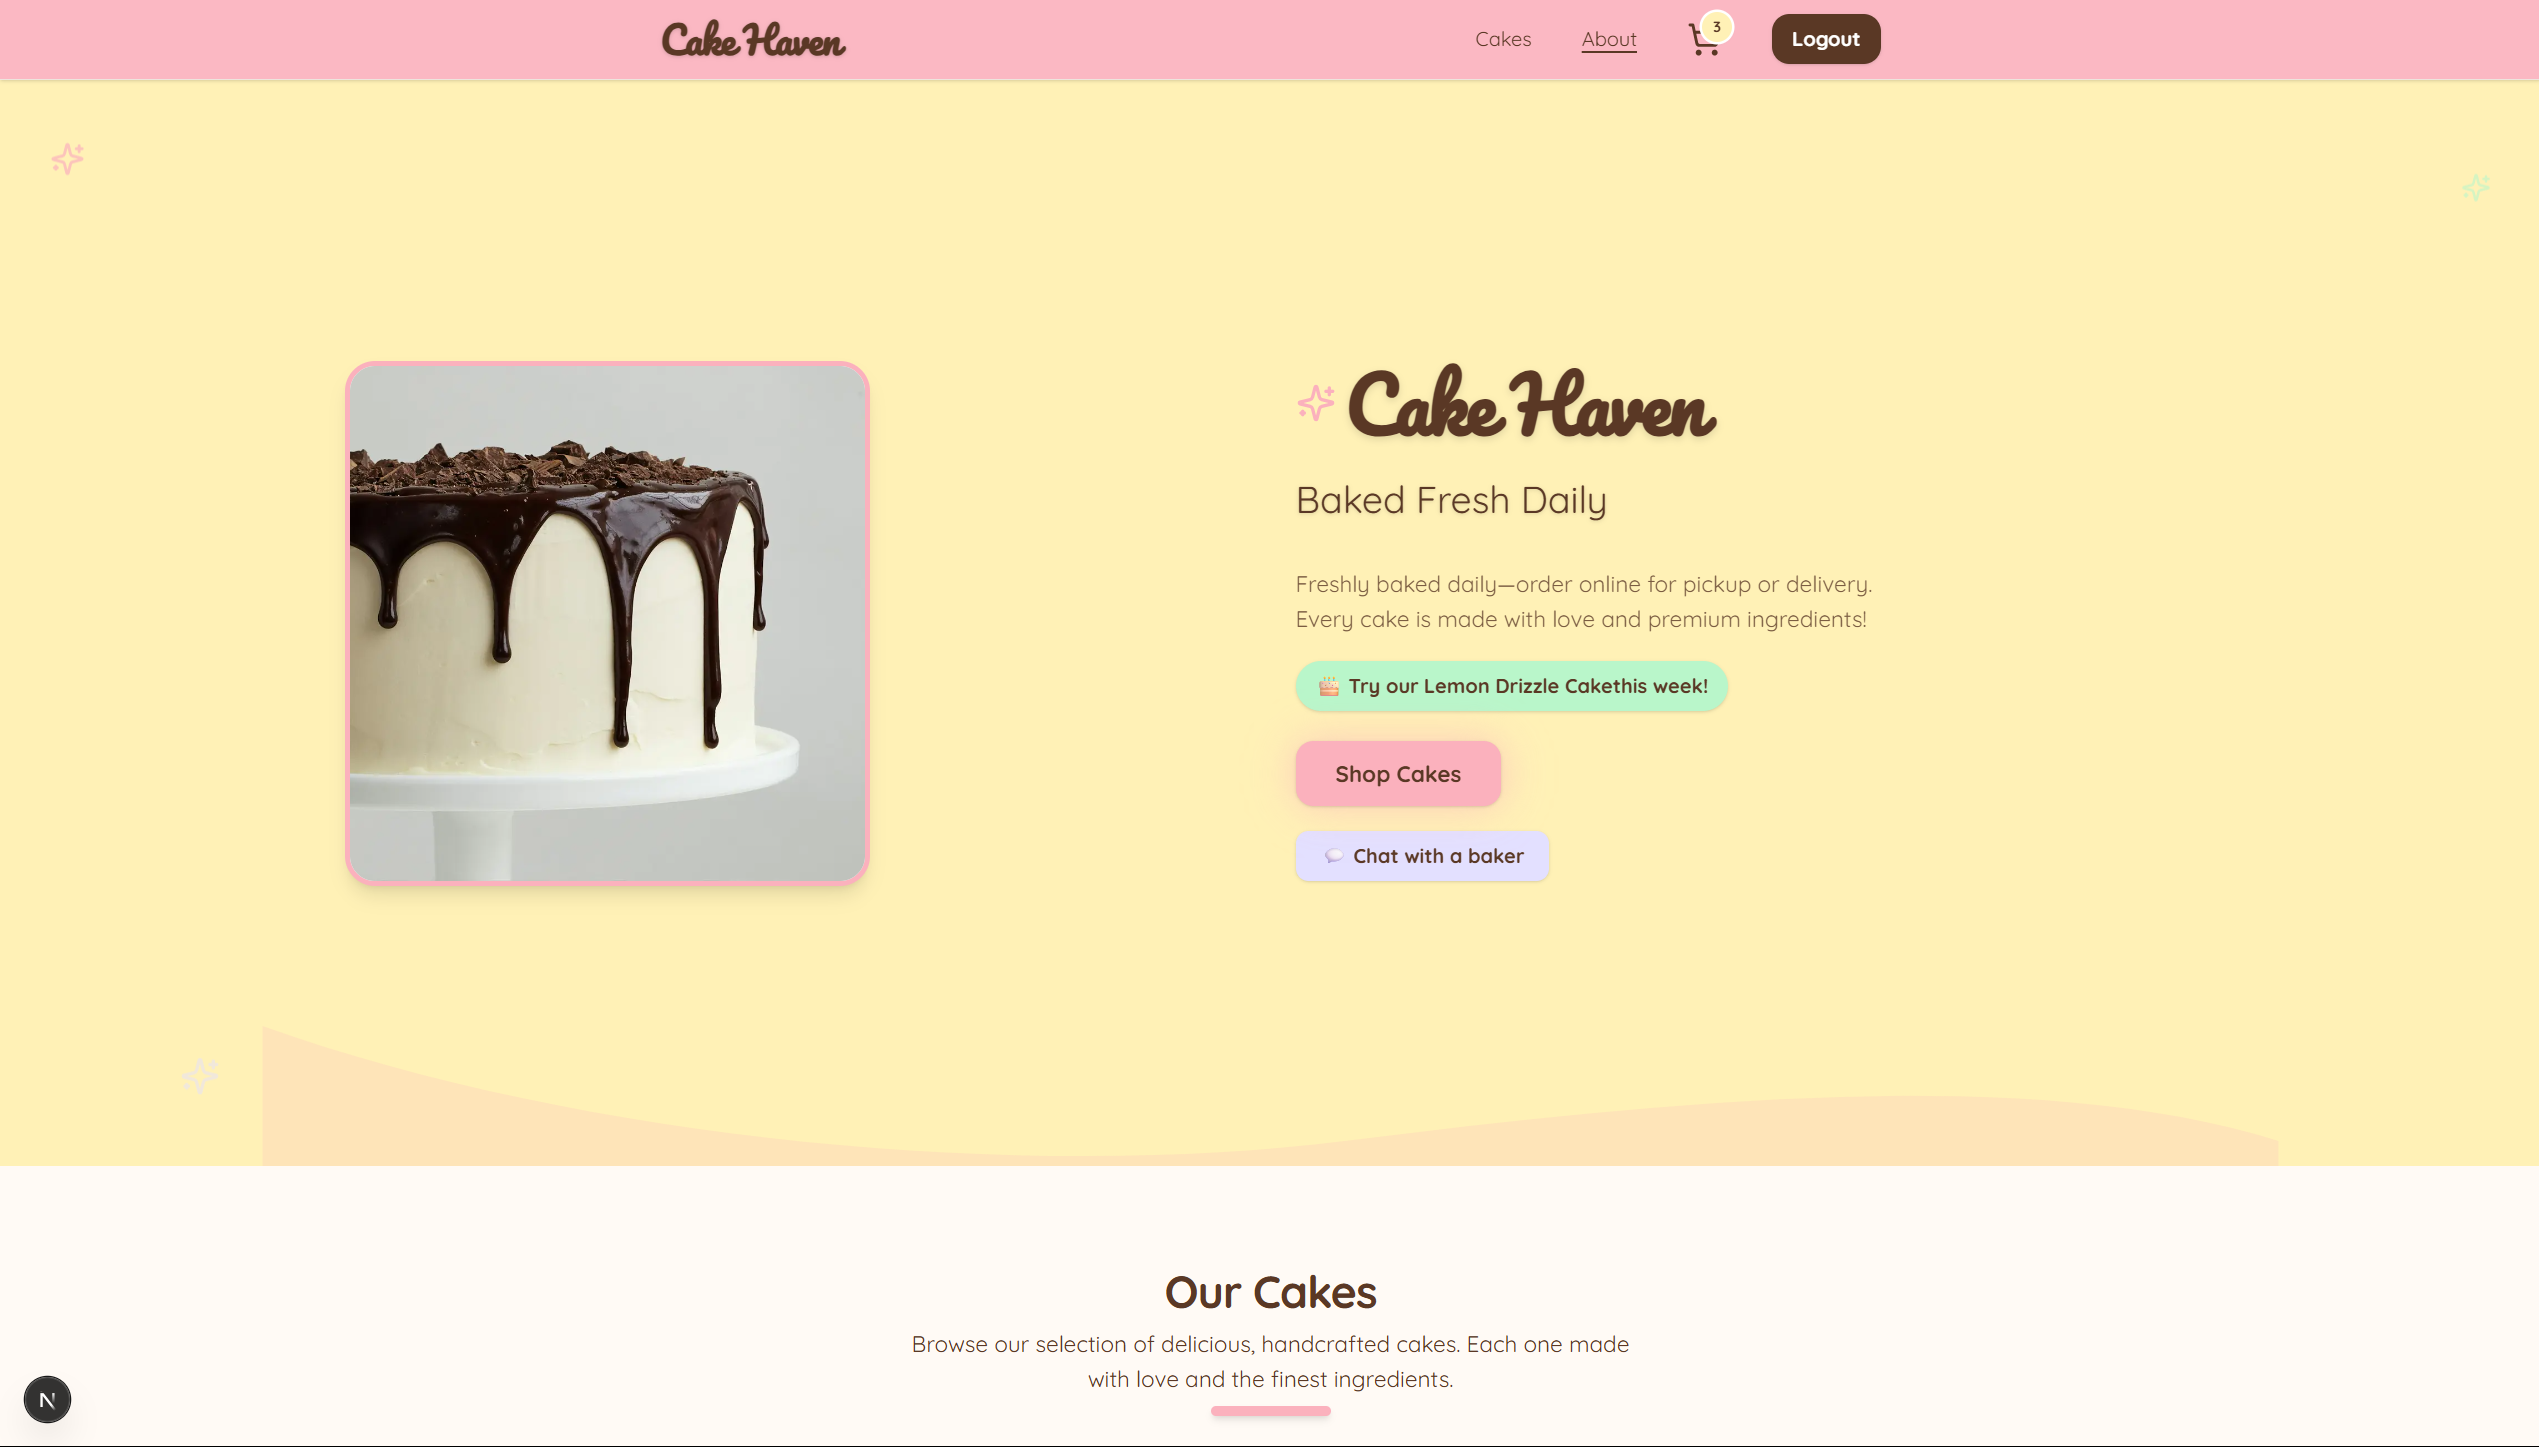 Cake Haven
Cakes
About
3
Logout
Cake Haven
Baked Fresh Daily
Freshly baked daily—order online for pickup or delivery.
Every cake is made with love and premium ingredients!
🎂 Try our Lemon Drizzle Cakethis week!
Shop Cakes
💬 Chat with a baker
Our Cakes
Browse our selection of delicious, handcrafted cakes. Each one made
with love and the finest ingredients.
N